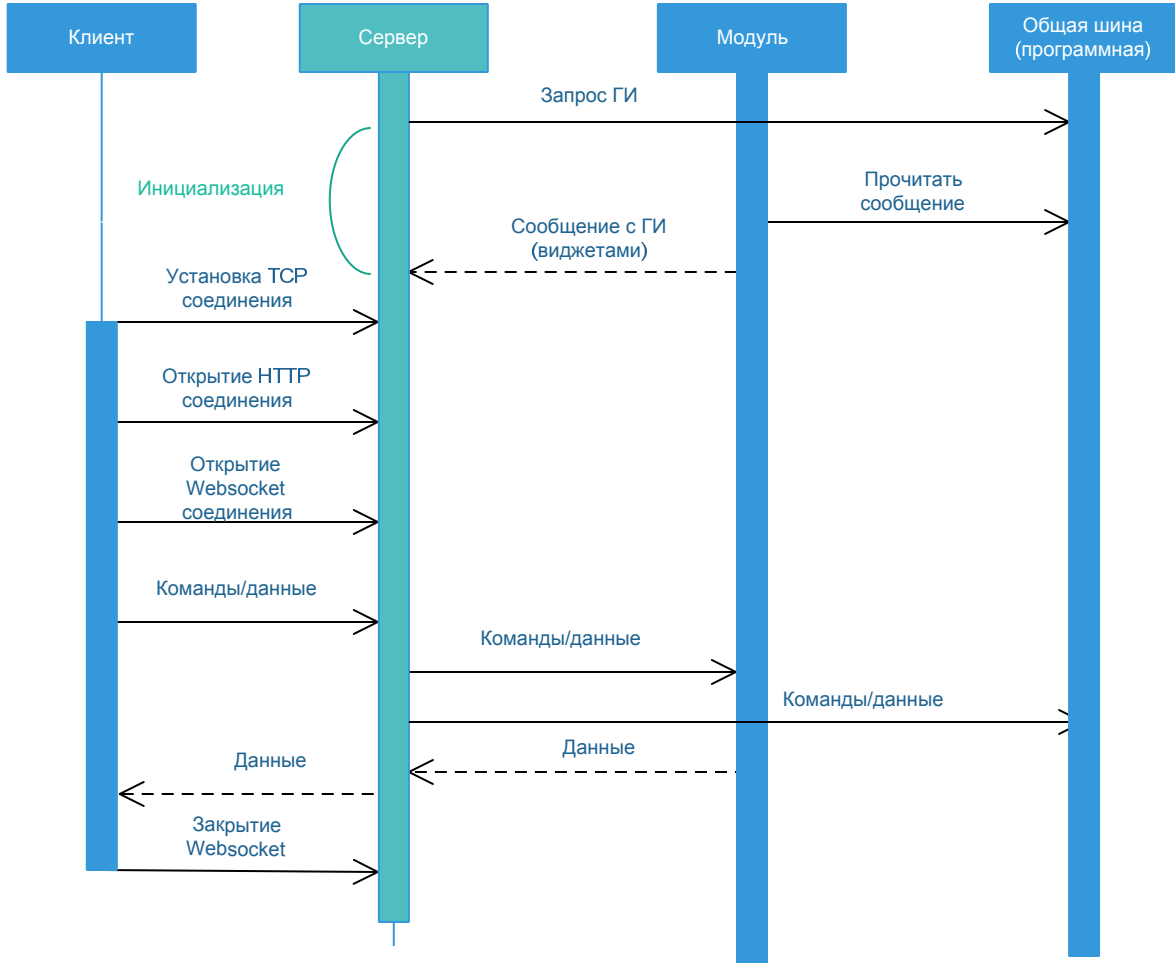 Клиент
Сервер
Модуль
Общая шина
(программная)
Запрос ГИ
Инициализация
Прочитать
сообщение
Сообщение с ГИ
(виджетами)
Установка TCP
соединения
Открытие HTTP
соединения
Открытие
Websocket
соединения
Команды/данные
Команды/данные
Команды/данные
Данные
Данные
Закрытие
Websocket